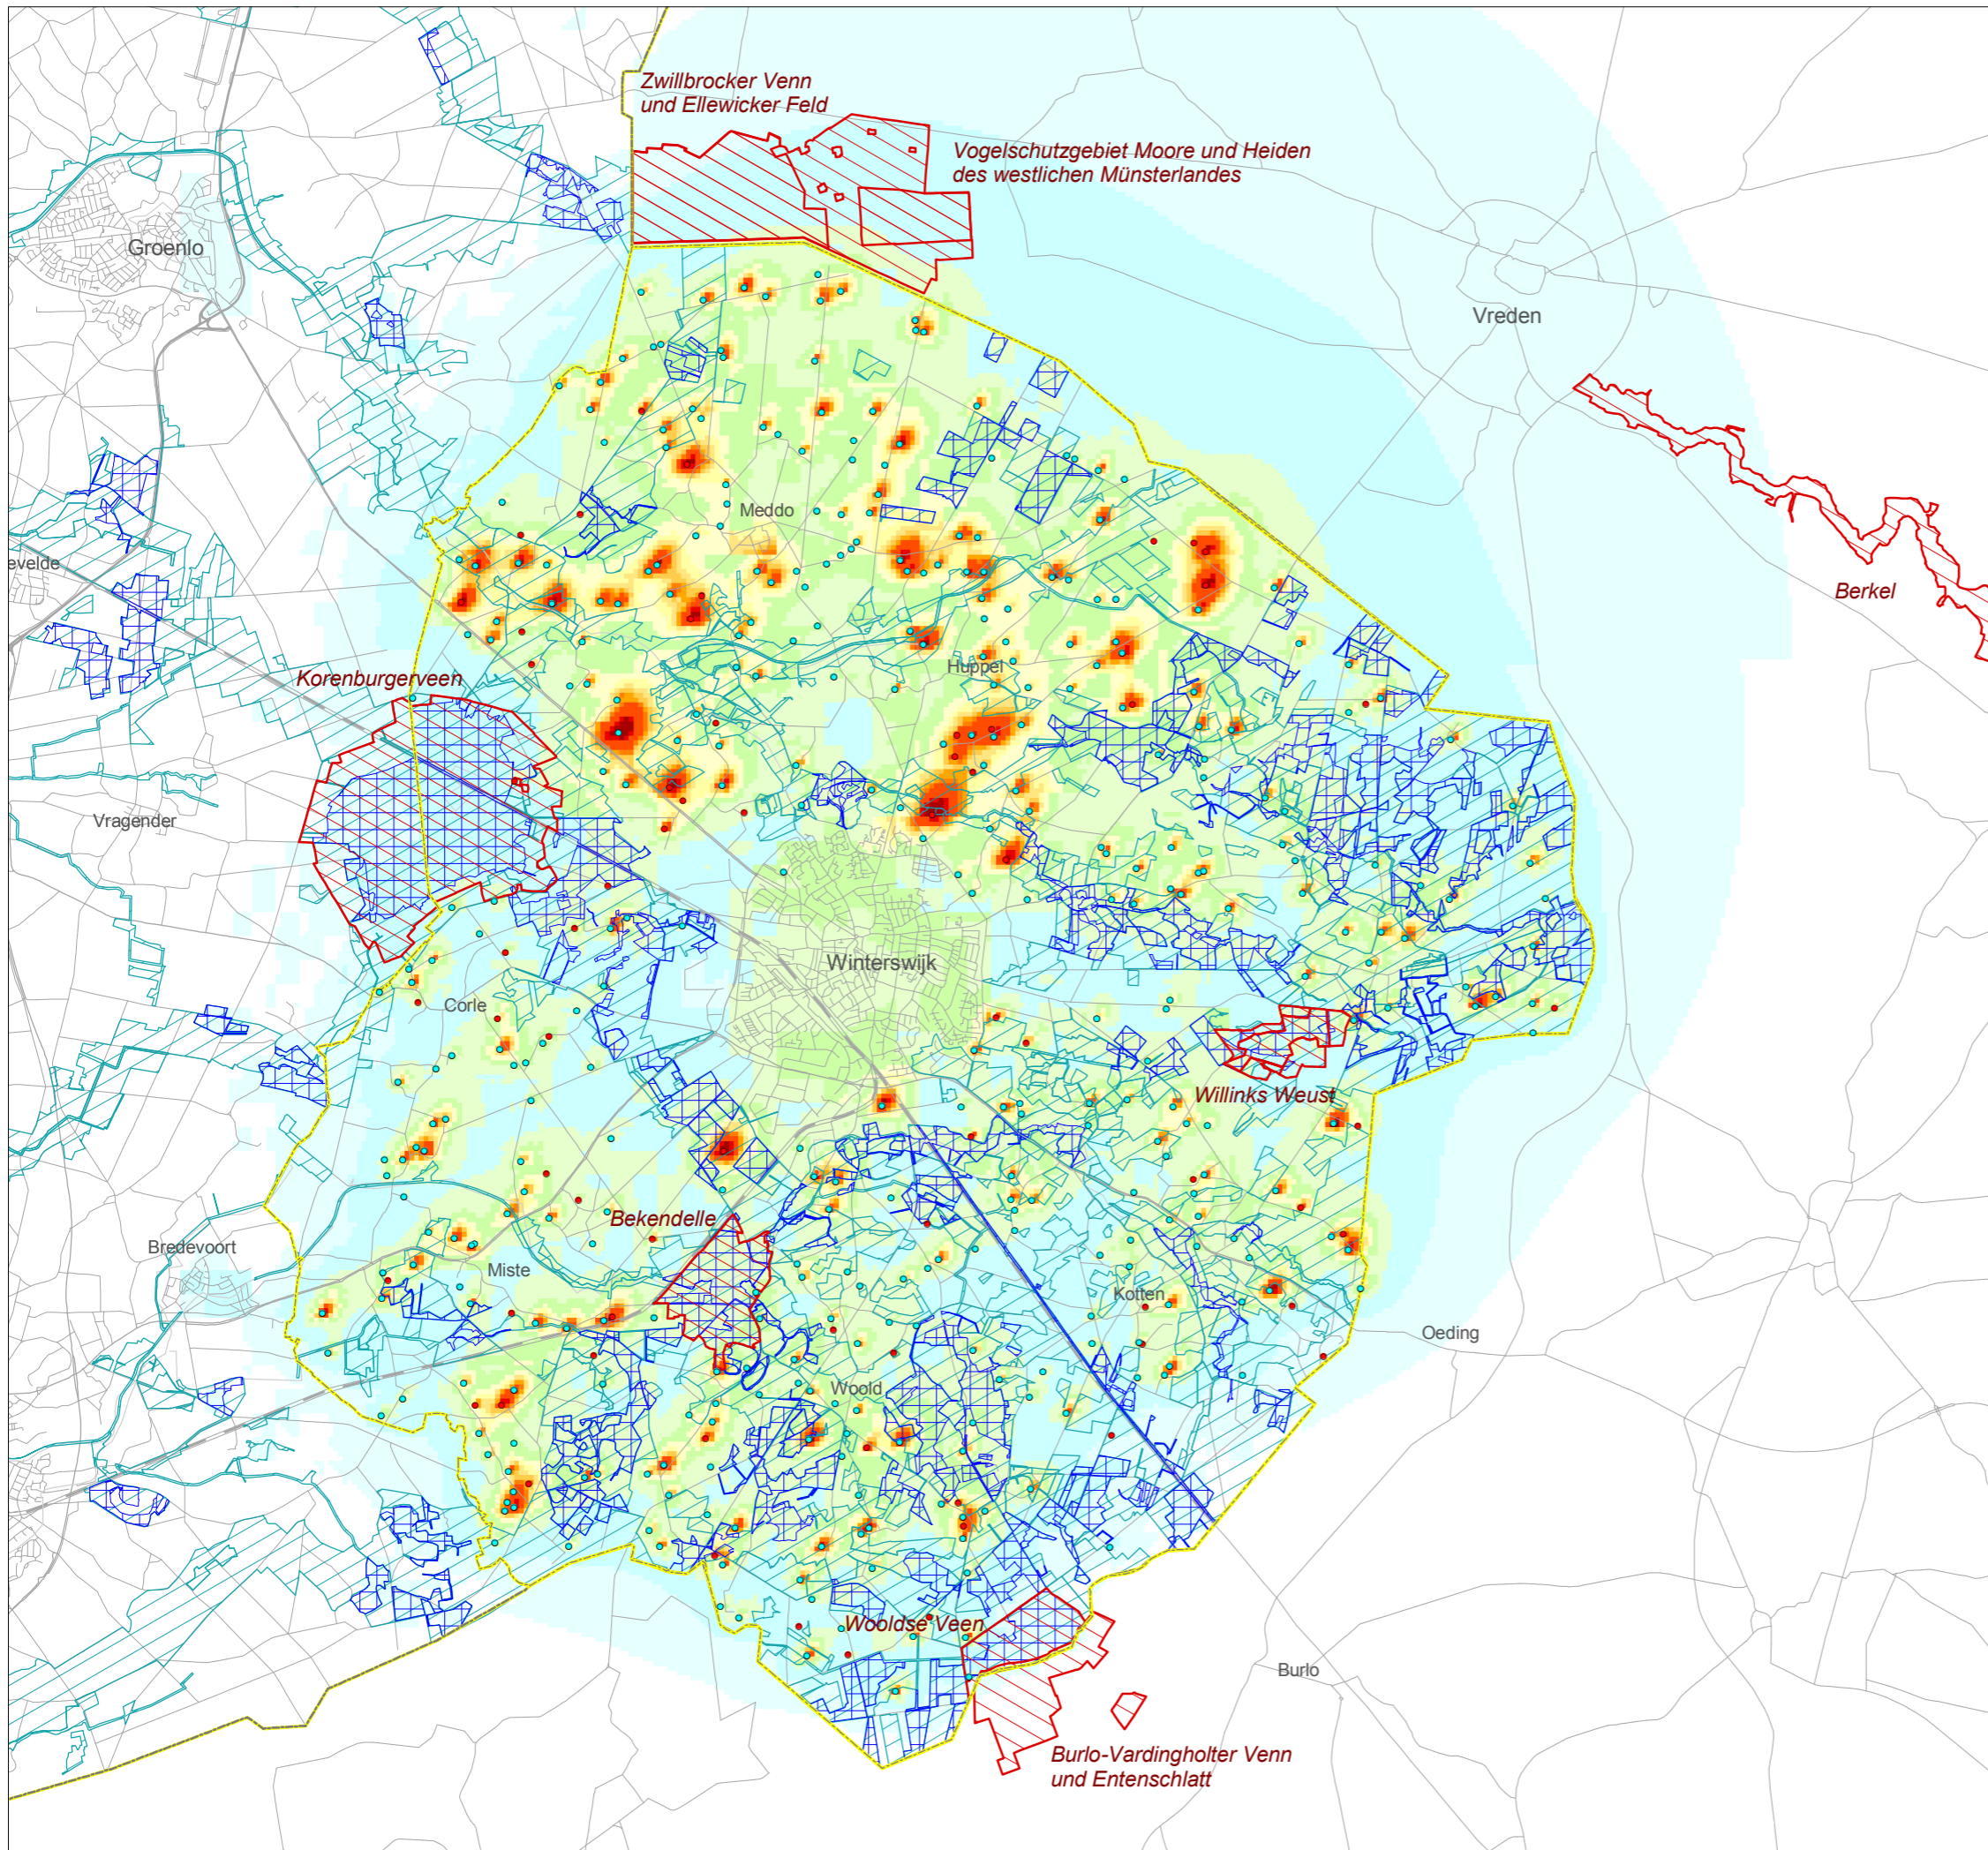 Zwillbrocker Venn
und Ellewicker Feld
Vogelschutzgebiet Moore und Heiden
des westlichen Münsterlandes
Groenlo
Vreden
Meddo
evelde
Berkel
Huppel
Korenburgerveen
Vragender
Winterswijk
Corle
Willinks Weust
Bekendelle
Bredevoort
Miste
Kotten
Oeding
Woold
Wooldse Veen
Burlo
Burlo-Vardingholter Venn
und Entenschlatt